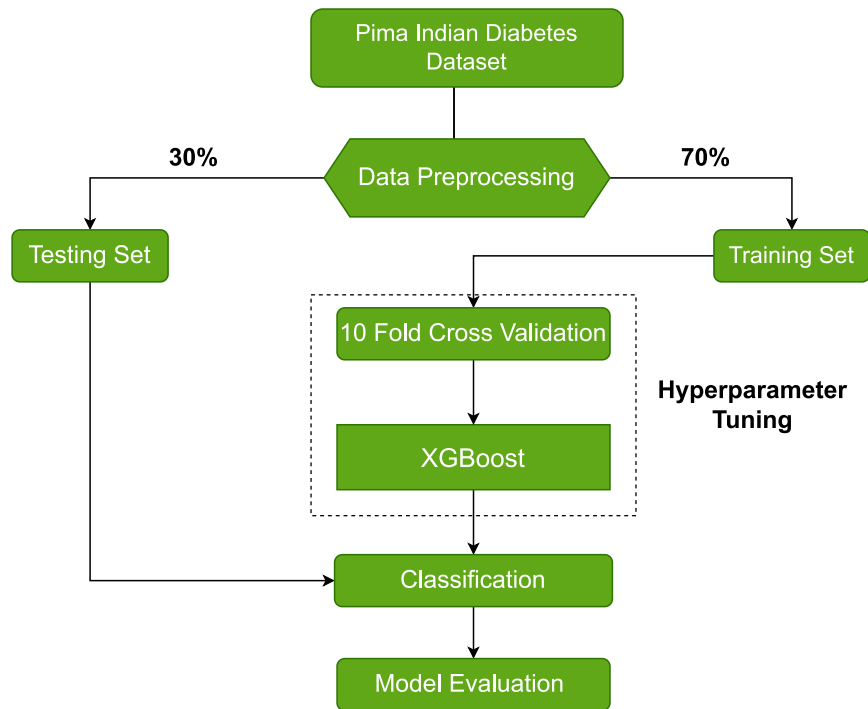 Pima Indian Diabetes
Dataset
30%
70%
Data Preprocessing
Testing Set
Training Set
10 Fold Cross Validation
Hyperparameter
Tuning
XGBoost
Classification
Model Evaluation